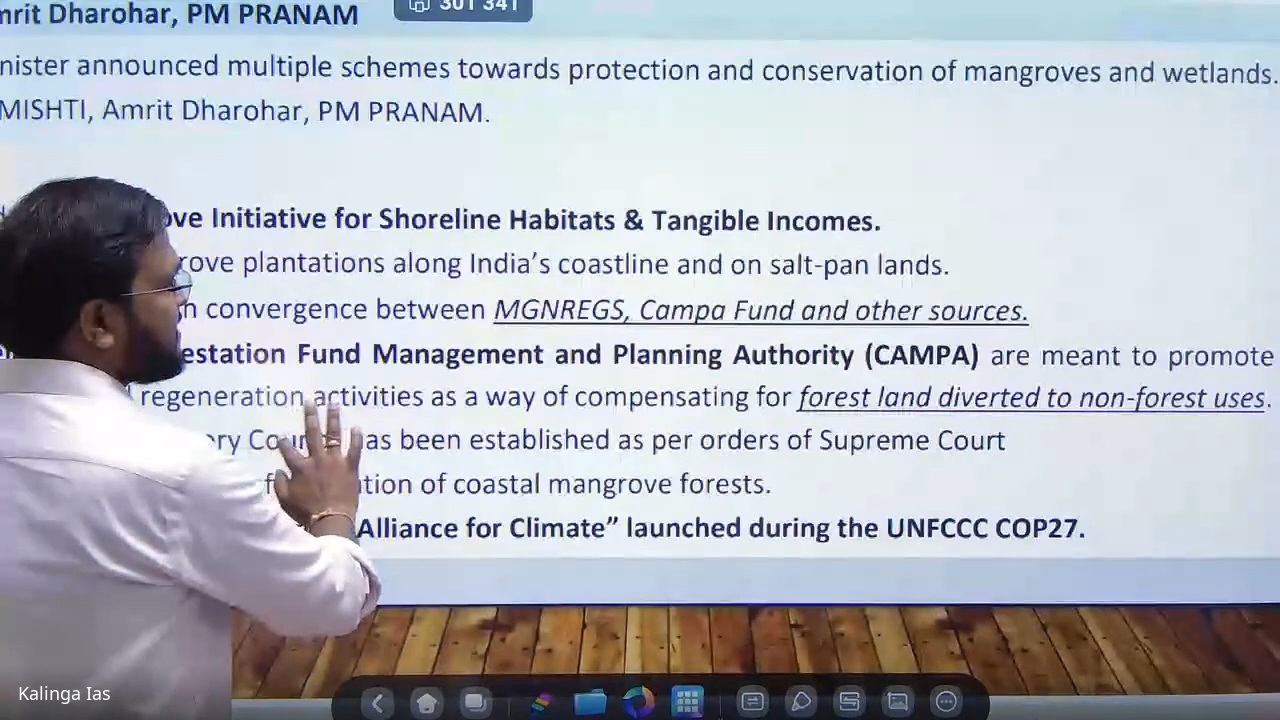 mrit Dharohar, PM PRANAM
301 341
nister announced multiple schemes towards protection and conservation of mangroves and wetlands.
MISHTI, Amrit Dharohar, PM PRANAM.
ove Initiative for Shoreline Habitats & Tangible Incomes.
rove plantations along India’s coastline and on salt-pan lands.
n convergence between MGNREGS, Campa Fund and other sources.
estation Fund Management and Planning Authority (CAMPA) are meant to promote
regeneration activities as a way of compensating for forest land diverted to non-forest uses.
ory has been established as per orders of Supreme Court
tion of coastal mangrove forests.
Alliance for Climate” launched during the UNFCCC COP27.
Kalinga Ias